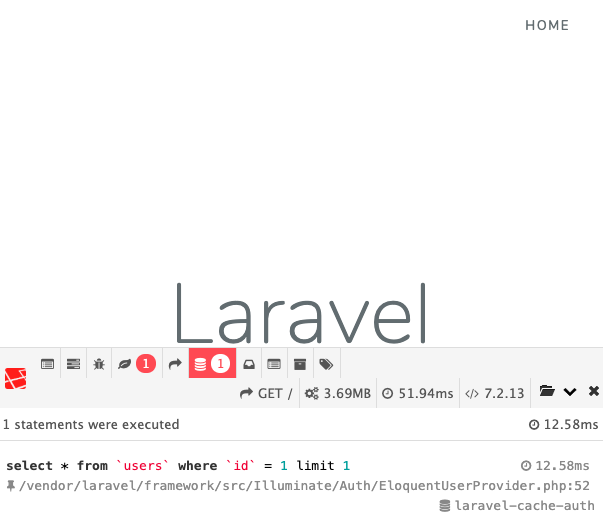 HOME
Laravel
1
1
GET / 3.69MB 51.94ms 7.2.13
1 statements were executed 12.58ms
select * from `users` where `id` = 1 limit 1 12.58ms
/vendor/laravel/framework/src/Illuminate/Auth/EloquentUserProvider.php:52
laravel-cache-auth